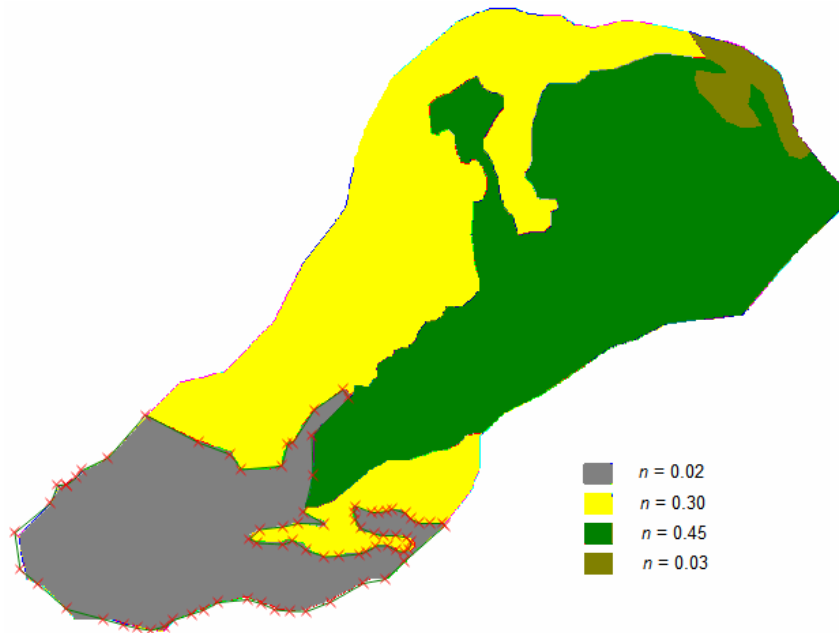 n = 0.02
n = 0.30
n = 0.45
n = 0.03